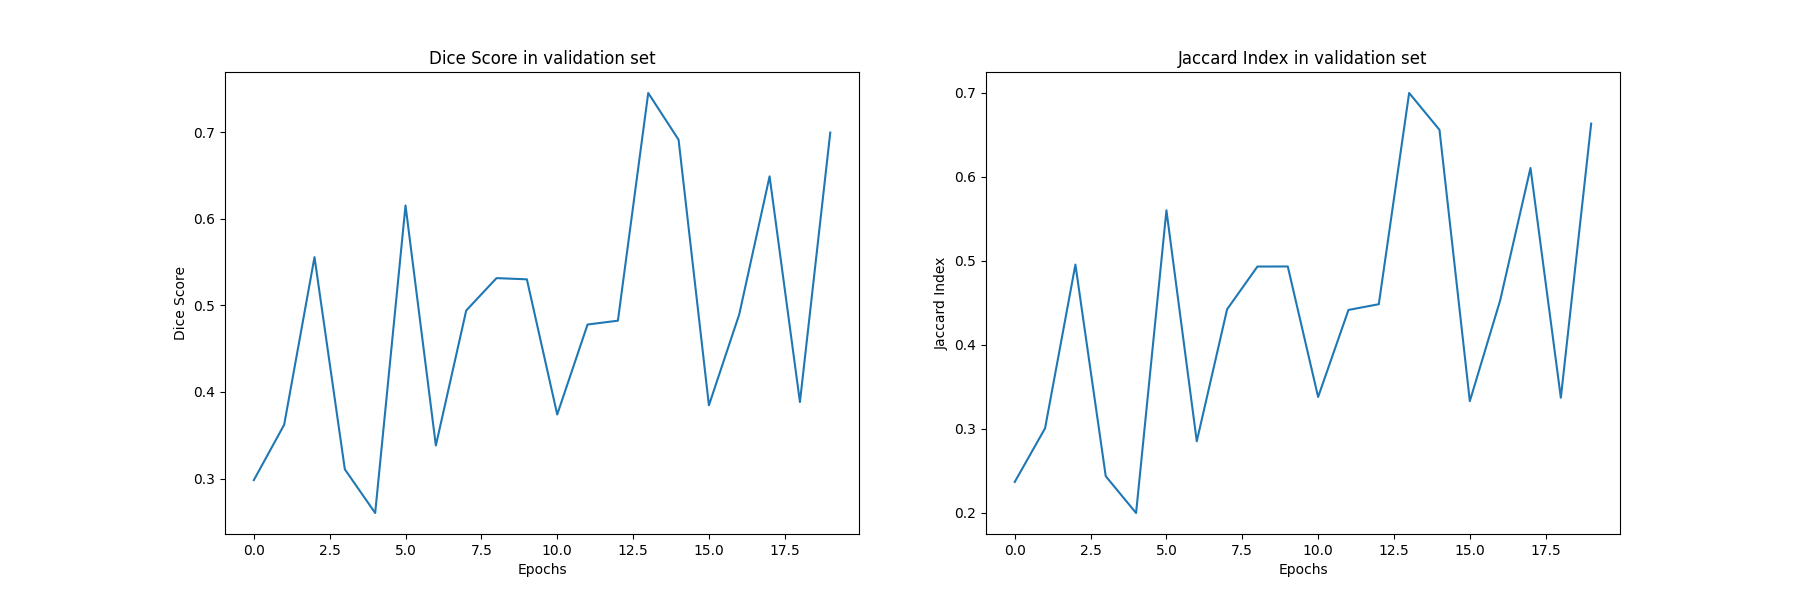 Dice Score in validation set
Dice Score
0.7
0.6
0.5
0.4
0.3
0.0 2.5 5.0 7.5 10.0 12.5 15.0 17.5
Epochs
Jaccard Index in validation set
Jaccard Index
0.7
0.6
0.5
0.4
0.3
0.2
0.0 2.5 5.0 7.5 10.0 12.5 15.0 17.5
Epochs